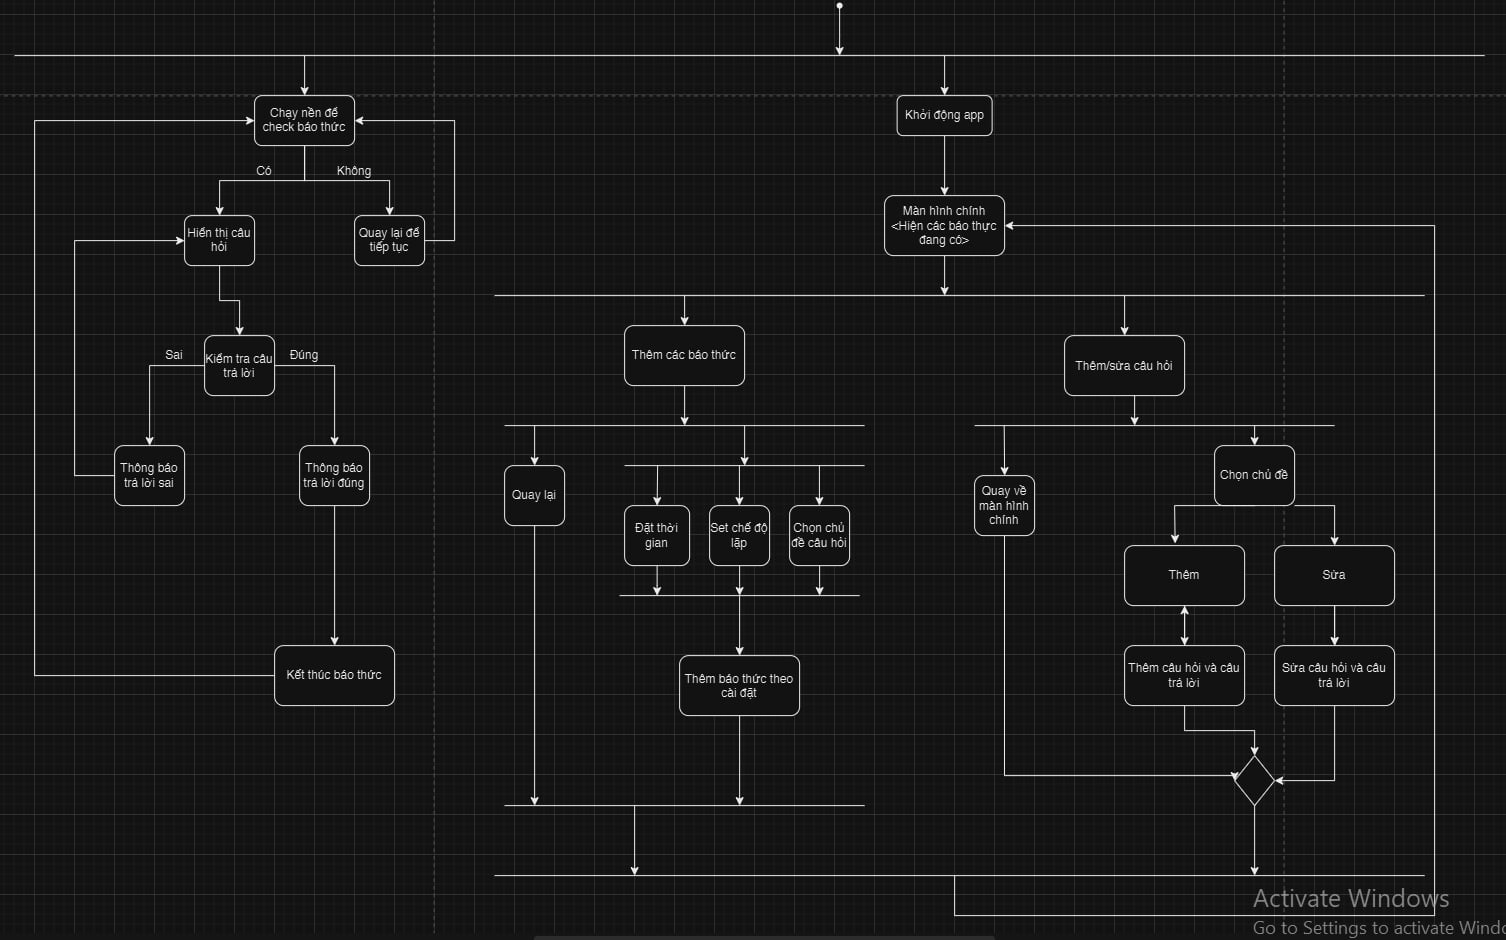 Chạy nền để
check báo thức
Có
Không
Hiển thị câu
hỏi
Quay lại để
tiếp tục
Kiểm tra câu
trả lời
Sai
Đúng
Thông báo
trả lời sai
Thông báo
trả lời đúng
Kết thúc báo thức
Khởi động app
Màn hình chính
<Hiện các báo thực
đang có>
Thêm các báo thức
Quay lại
Đặt thời
gian
Set chế độ
lặp
Chọn chủ
đề câu hỏi
Thêm báo thức theo
cài đặt
Thêm/sửa câu hỏi
Quay về
màn hình
chính
Chọn chủ đề
Thêm
Sửa
Thêm câu hỏi và câu
trả lời
Sửa câu hỏi và câu
trả lời
Activate Windows
Go to Settings to activate Windo